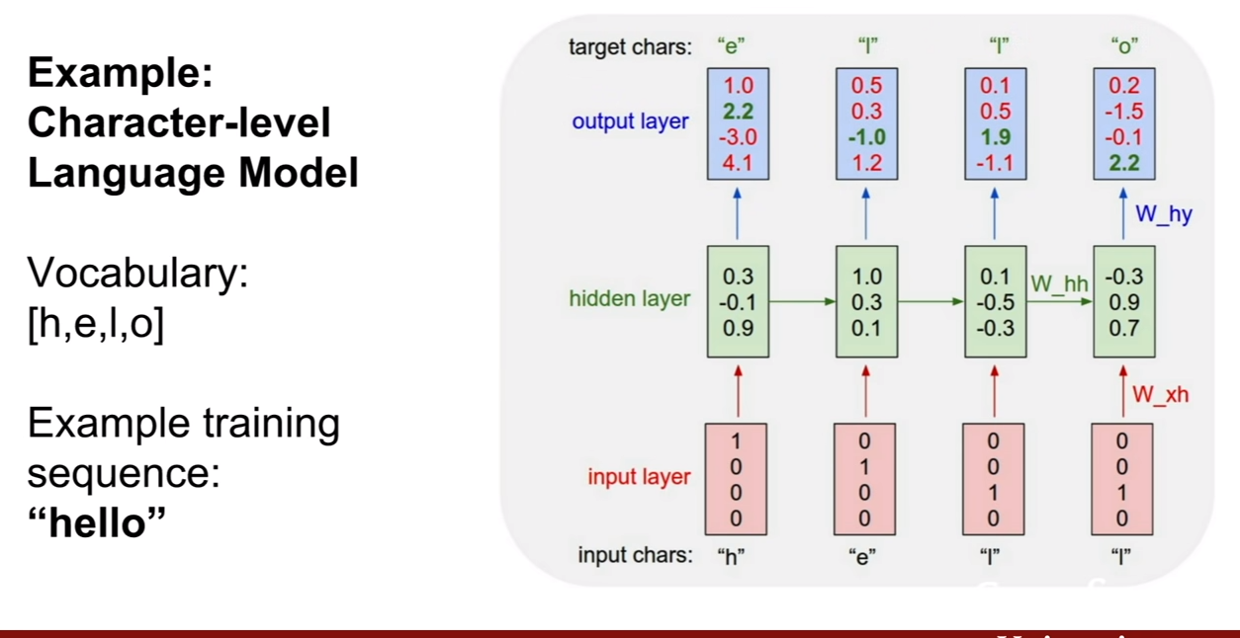 Example:
Character-level
Language Model
Vocabulary:
[h,e,l,o]
Example training
sequence:
“hello”
target chars: “e” “l” “l” “o”
output layer
1.0 0.5 0.1 0.2
2.2 0.3 0.5 -1.5
-3.0 -1.0 1.9 -0.1
4.1 1.2 -1.1 2.2
W_hy
hidden layer
0.3 1.0 0.1 W_hh -0.3
-0.1 0.3 -0.5 0.9
0.9 0.1 -0.3 0.7
W_xh
input layer
1 0 0 0
0 1 0 0
0 0 1 1
0 0 0 0
input chars: “h” “e” “l” “l”